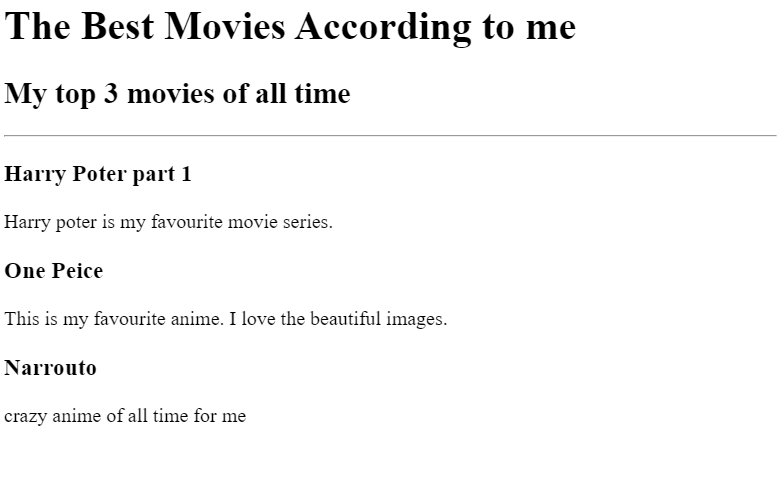 The Best Movies According to me
My top 3 movies of all time
Harry Poter part 1
Harry poter is my favourite movie series.
One Peice
This is my favourite anime. I love the beautiful images.
Narrouto
crazy anime of all time for me